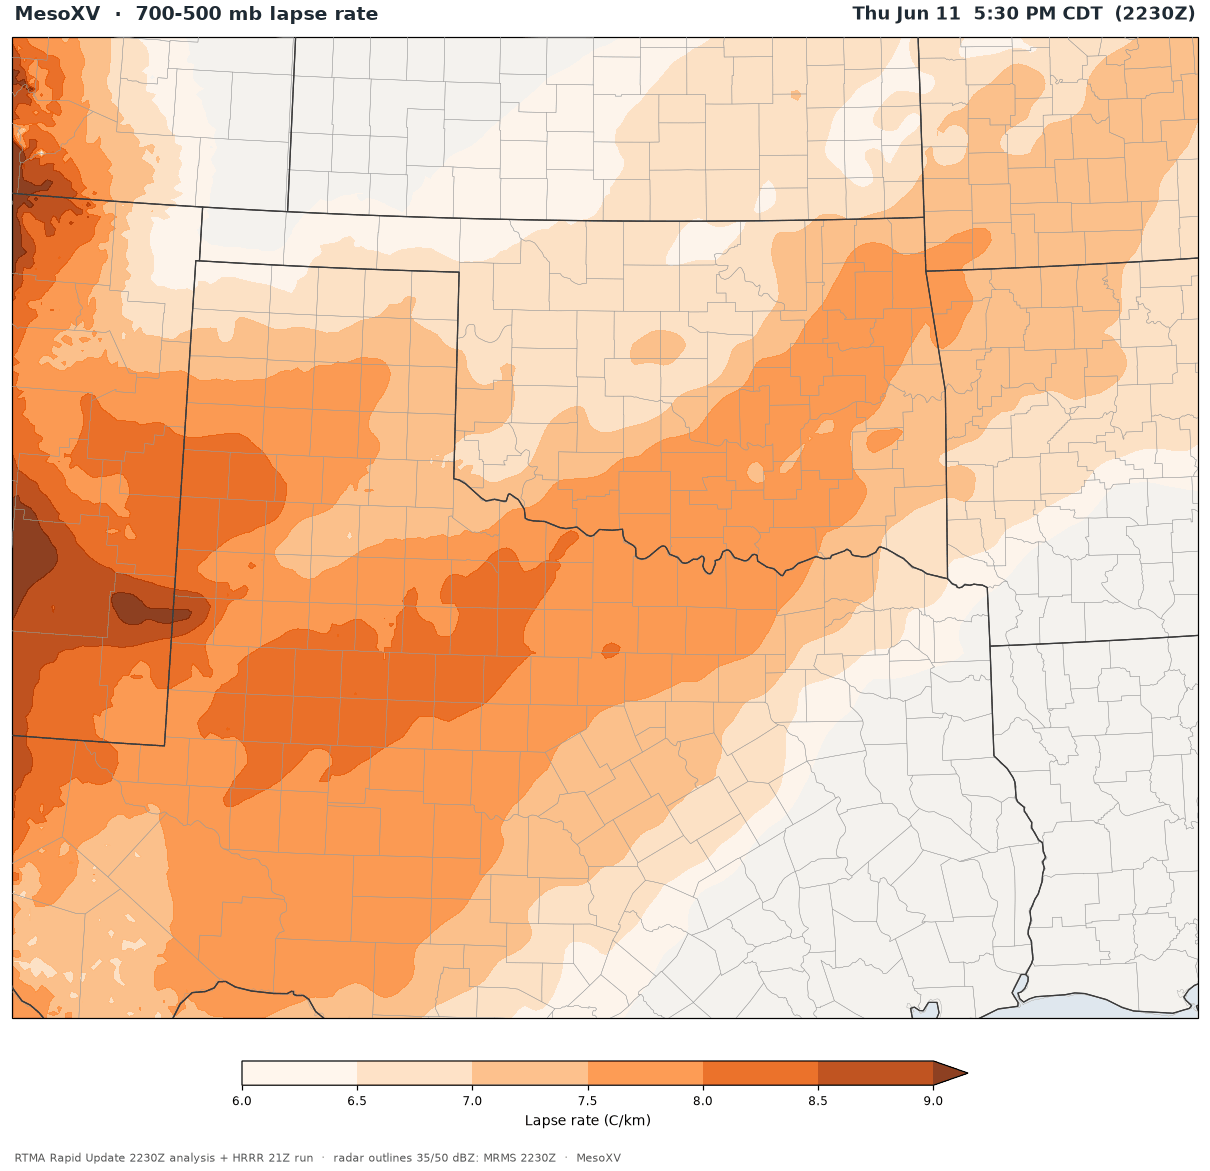 MesoXV · 700-500 mb lapse rate
Thu Jun 11 5:30 PM CDT (2230Z)
6.0 6.5 7.0 7.5 8.0 8.5 9.0
Lapse rate (C/km)
RTMA Rapid Update 2230Z analysis + HRRR 21Z run · radar outlines 35/50 dBZ: MRMS 2230Z · MesoXV